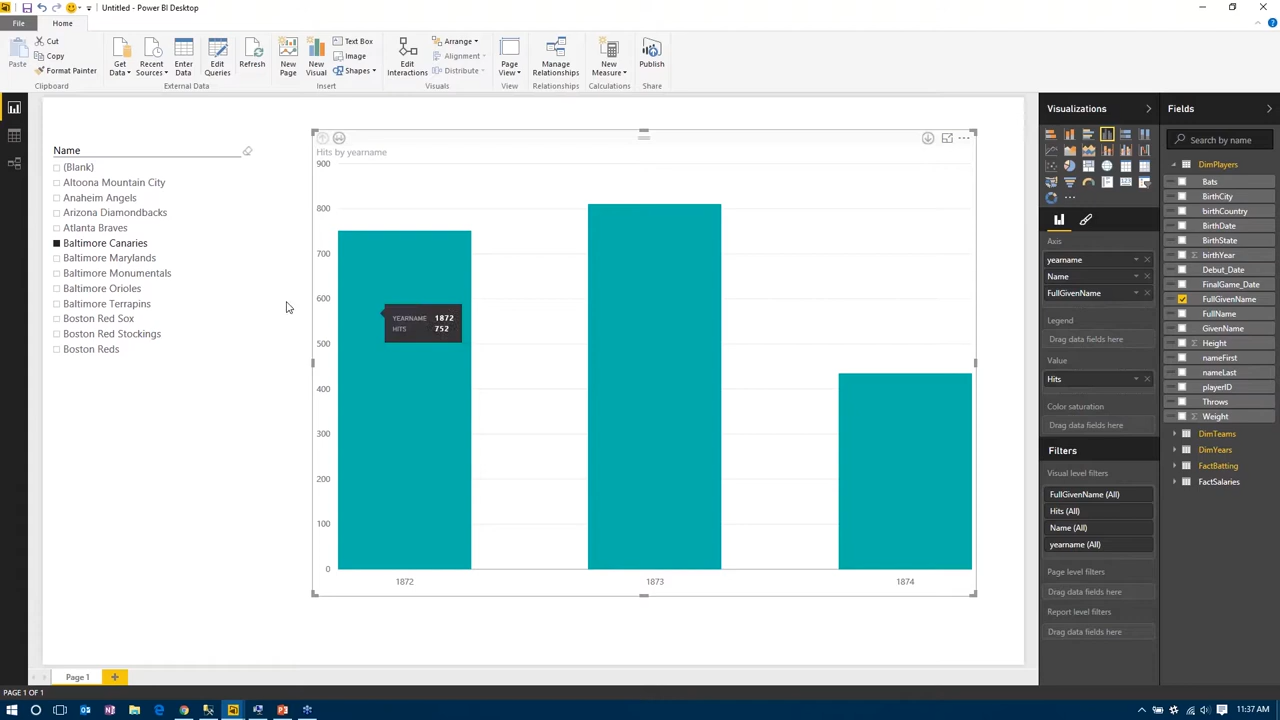 Untitled - Power BI Desktop
File
Home
Paste
Cut
Copy
Format Painter
Clipboard
Get Data
Recent Sources
Enter Data
Edit Queries
Refresh
External Data
New Page
New Visual
Text Box
Image
Shapes
Insert
Edit Interactions
Arrange
Alignment
Distribute
Visuals
Page View
View
Manage Relationships
Relationships
New Measure
Calculations
Publish
Share
Name
(Blank)
Altoona Mountain City
Anaheim Angels
Arizona Diamondbacks
Atlanta Braves
Baltimore Canaries
Baltimore Marylands
Baltimore Monumentals
Baltimore Orioles
Baltimore Terrapins
Boston Red Sox
Boston Red Stockings
Boston Reds
Hits by yearname
900
800
700
600
500
400
300
200
100
0
YEARNAME 1872
HITS 752
1872
1873
1874
Visualizations
Axis
yearname
Name
FullGivenName
Legend
Drag data fields here
Value
Hits
Color saturation
Drag data fields here
Filters
Visual level filters
FullGivenName (All)
Hits (All)
Name (All)
yearname (All)
Page level filters
Drag data fields here
Report level filters
Drag data fields here
Fields
Search by name
DimPlayers
Bats
BirthCity
birthCountry
BirthDate
BirthState
birthYear
Debut_Date
FinalGame_Date
FullGivenName
FullName
GivenName
Height
nameFirst
nameLast
playerID
Throws
Weight
DimTeams
DimYears
FactBatting
FactSalaries
Page 1
PAGE 1 OF 1
11:37 AM